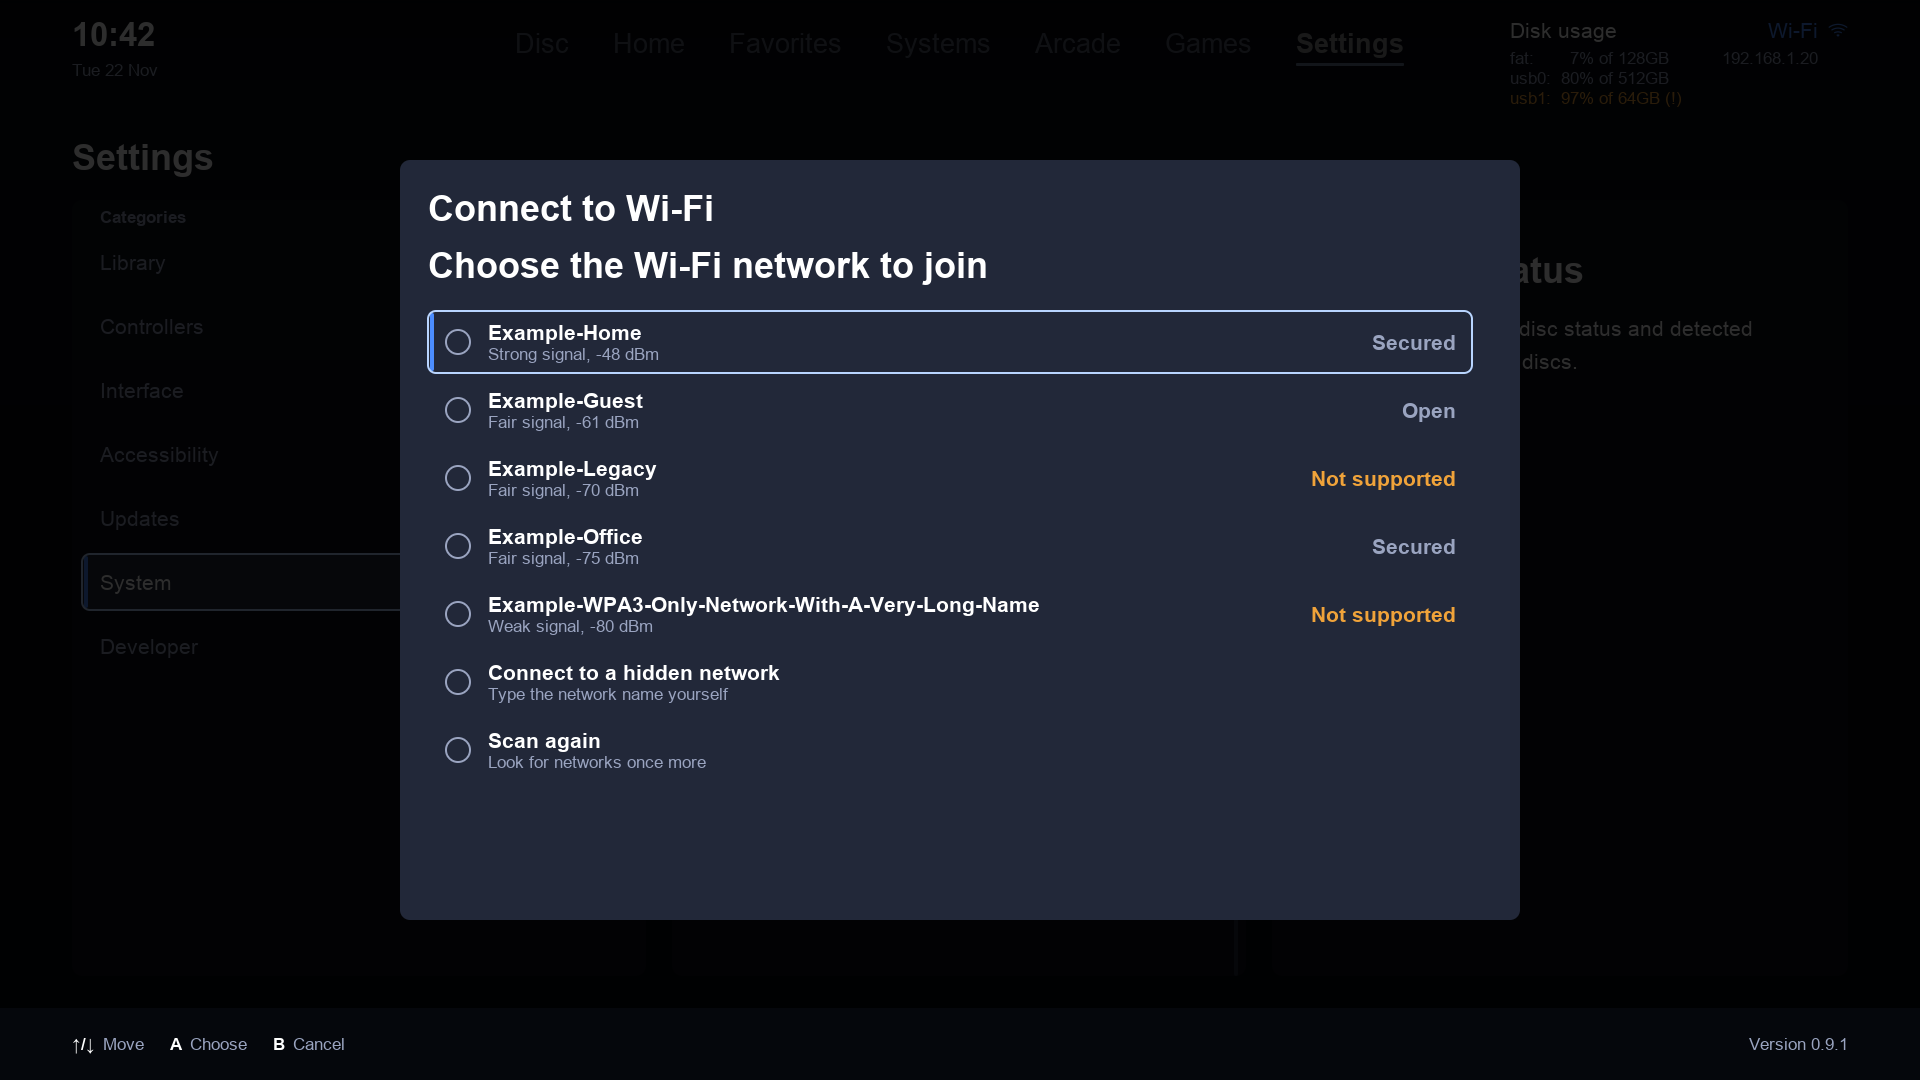 10:42
Tue 22 Nov
Disc Home Favorites Systems Arcade Games Settings
Disk usage
fat: 7% of 128GB
usb0: 80% of 512GB
usb1: 97% of 64GB (!)
Wi-Fi
192.168.1.20
Settings
Categories
Library
Controllers
Interface
Accessibility
Updates
System
Developer
Connect to Wi-Fi
Choose the Wi-Fi network to join
Example-Home
Strong signal, -48 dBm
Secured
Example-Guest
Fair signal, -61 dBm
Open
Example-Legacy
Fair signal, -70 dBm
Not supported
Example-Office
Fair signal, -75 dBm
Secured
Example-WPA3-Only-Network-With-A-Very-Long-Name
Weak signal, -80 dBm
Not supported
Connect to a hidden network
Type the network name yourself
Scan again
Look for networks once more
disc status and detected
discs.
↑/↓ Move A Choose B Cancel
Version 0.9.1